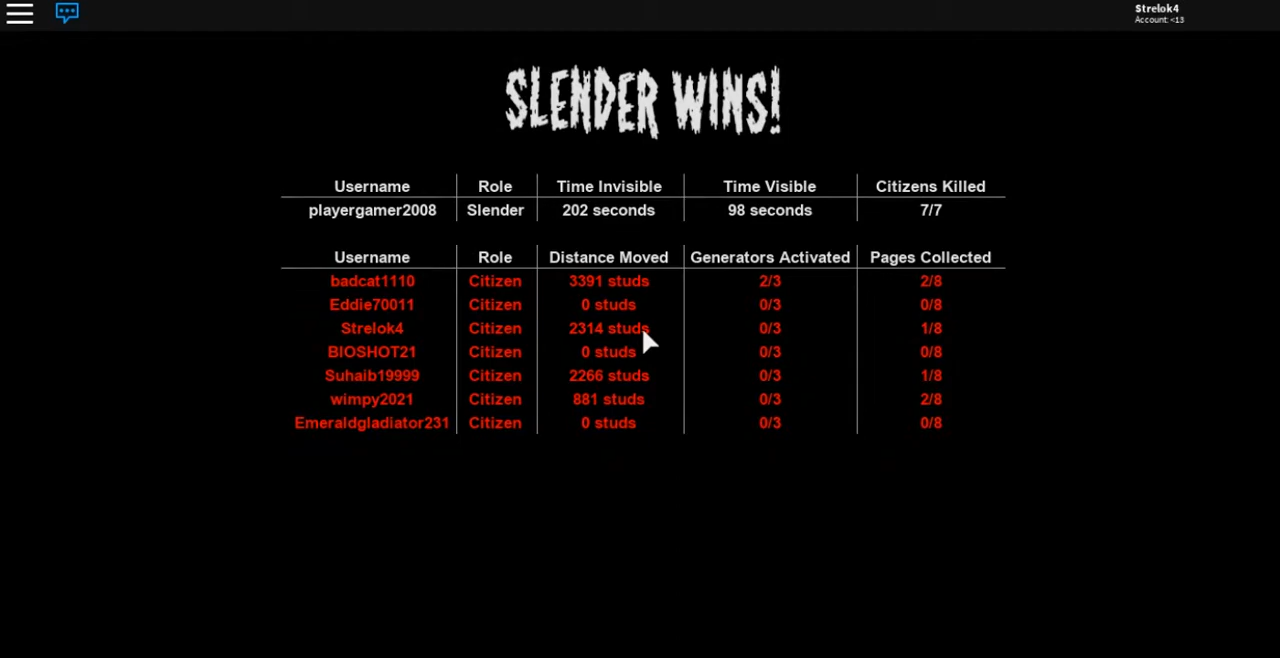 Strelok4
Account: <13
SLENDER WINS!
Username Role Time Invisible Time Visible Citizens Killed
playergamer2008 Slender 202 seconds 98 seconds 7/7
Username Role Distance Moved Generators Activated Pages Collected
badcat1110 Citizen 3391 studs 2/3 2/8
Eddie70011 Citizen 0 studs 0/3 0/8
Strelok4 Citizen 2314 studs 0/3 1/8
BIOSHOT21 Citizen 0 studs 0/3 0/8
Suhaib19999 Citizen 2266 studs 0/3 1/8
wimpy2021 Citizen 881 studs 0/3 2/8
Emeraldgladiator231 Citizen 0 studs 0/3 0/8